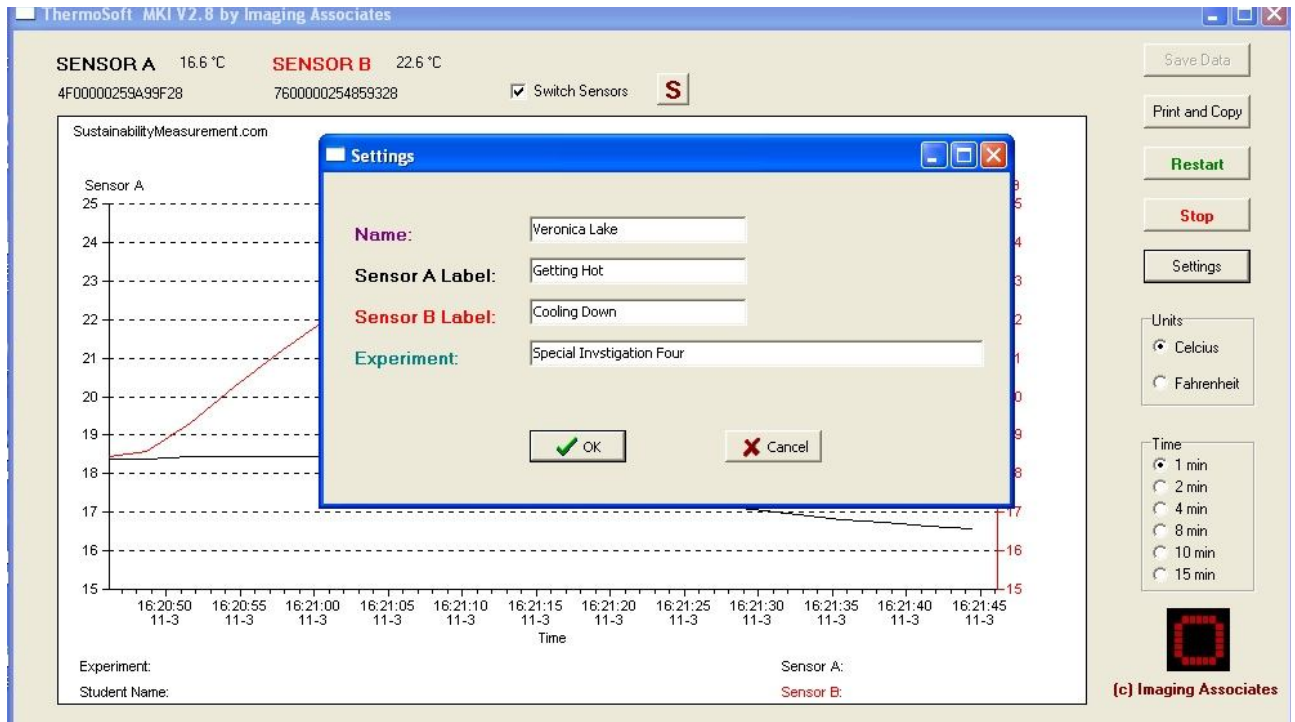 ThermoSoft MKI V2.8 by Imaging Associates
SENSOR A 16.6 °C SENSOR B 22.6 °C
4F00000259A99F28 7600000254859328
Switch Sensors S
Save Data
Print and Copy
Restart
Stop
Settings
Units
Celcius
Fahrenheit
Time
1 min
2 min
4 min
8 min
10 min
15 min
(c) Imaging Associates
SustainabilityMeasurement.com
Sensor A
25
24
23
22
21
20
19
18
17
16
15
Settings
Name: Veronica Lake
Sensor A Label: Getting Hot
Sensor B Label: Cooling Down
Experiment: Special Invstigation Four
OK Cancel
17
16
15
16:20:50 16:20:55 16:21:00 16:21:05 16:21:10 16:21:15 16:21:20 16:21:25 16:21:30 16:21:35 16:21:40 16:21:45
11-3 11-3 11-3 11-3 11-3 11-3 11-3 11-3 11-3 11-3 11-3 11-3
Time
Experiment: Sensor A:
Student Name: Sensor B: